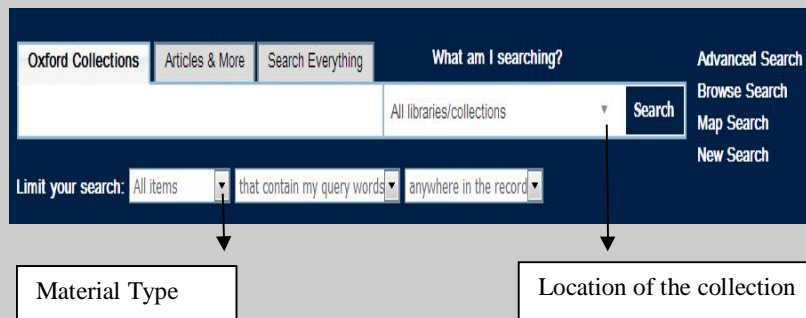 Oxford Collections Articles & More Search Everything What am I searching?
All libraries/collections Search
Advanced Search
Browse Search
Map Search
New Search
Limit your search: All items that contain my query words anywhere in the record
Material Type
Location of the collection